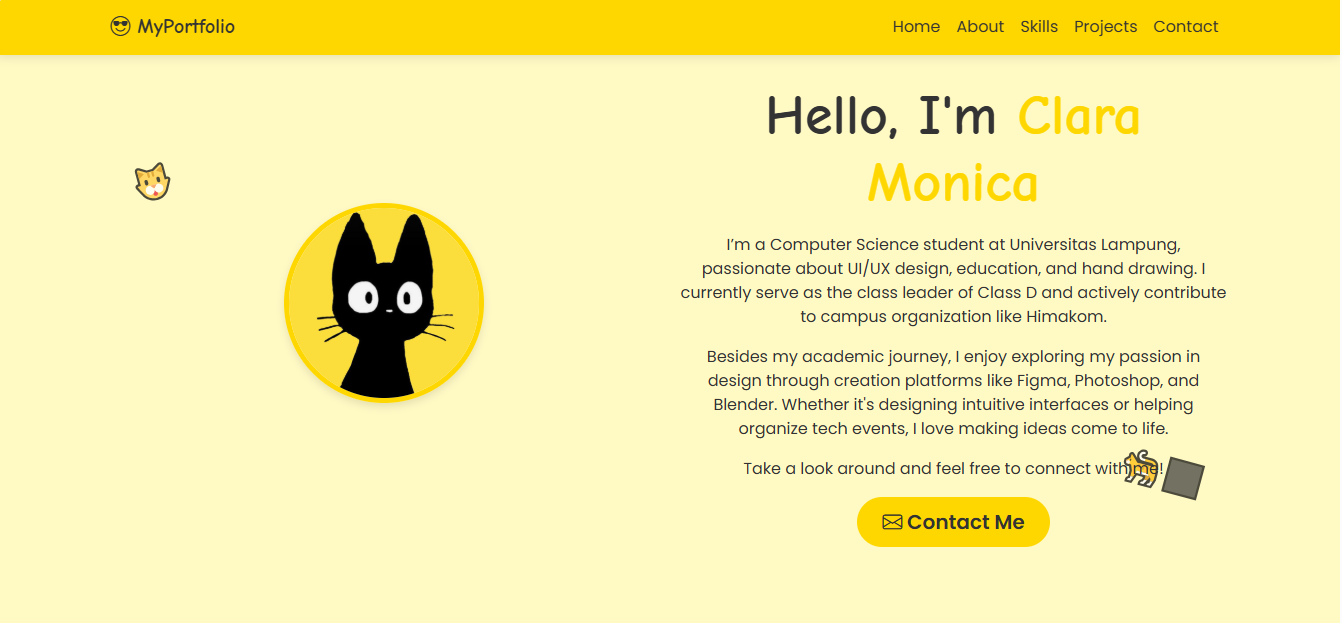 MyPortfolio
Home About Skills Projects Contact
Hello, I'm Clara
Monica
I’m a Computer Science student at Universitas Lampung,
passionate about UI/UX design, education, and hand drawing. I
currently serve as the class leader of Class D and actively contribute
to campus organization like Himakom.
Besides my academic journey, I enjoy exploring my passion in
design through creation platforms like Figma, Photoshop, and
Blender. Whether it's designing intuitive interfaces or helping
organize tech events, I love making ideas come to life.
Take a look around and feel free to connect with me!
Contact Me